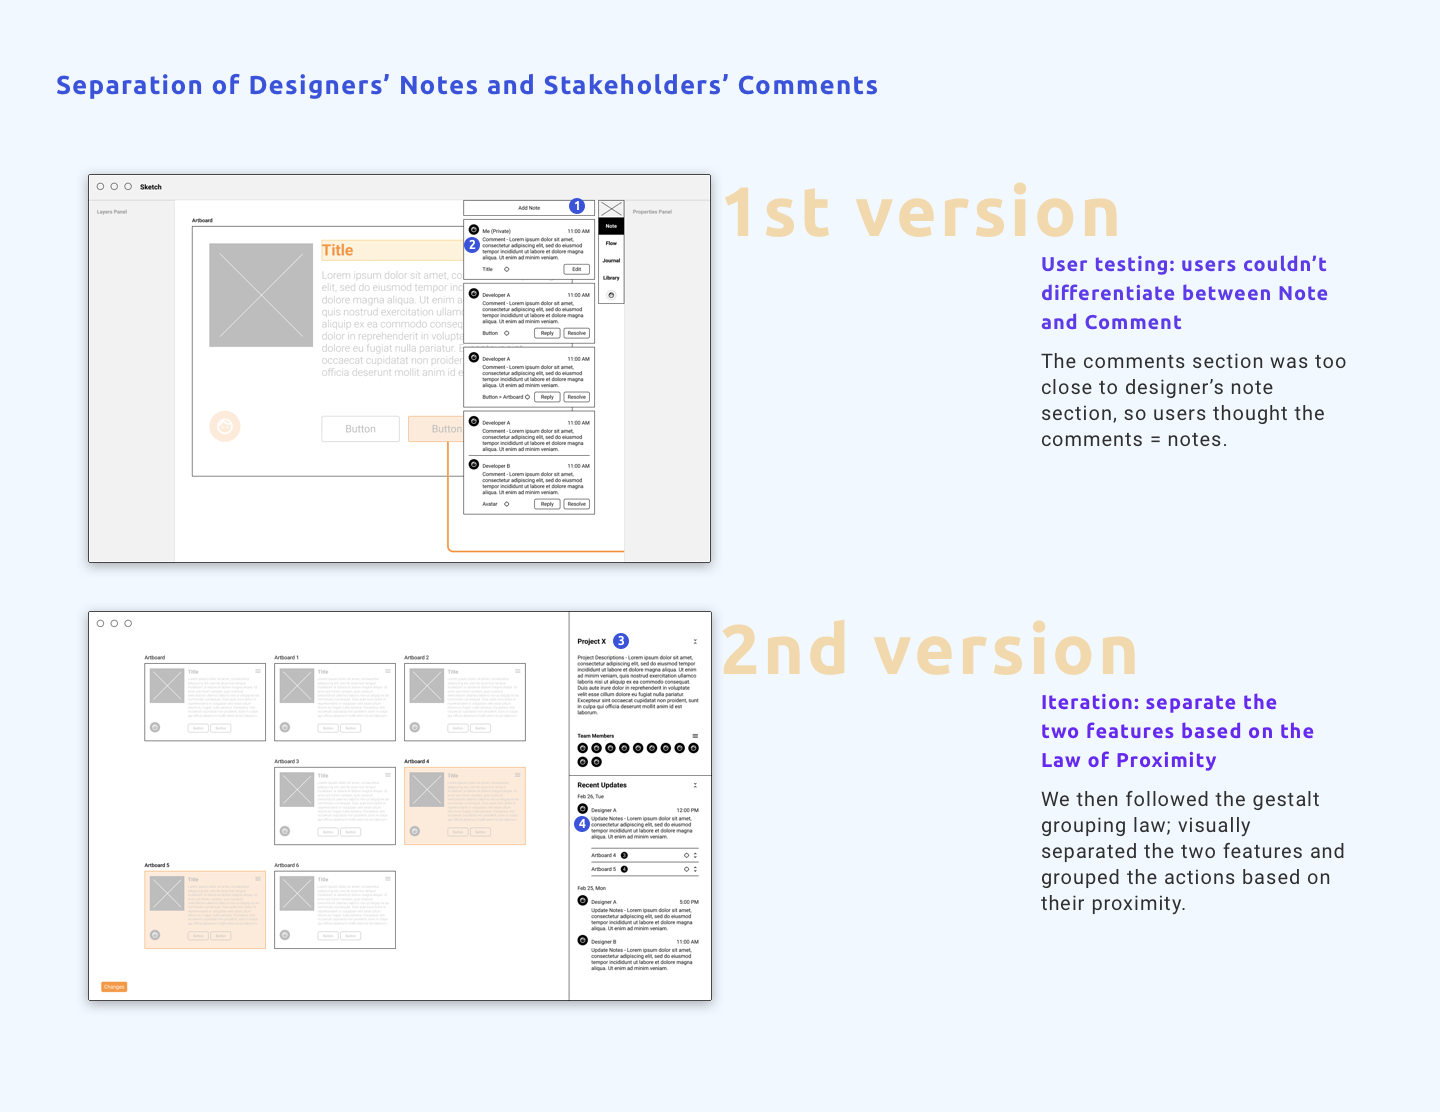 Separation of Designers’ Notes and Stakeholders’ Comments
Sketch
Layers Panel
Artboard
Title
Lorem ipsum dolor sit amet, co
elit, sed do eiusmod tempor inc
dolore magna aliqua. Ut enim a
quis nostrud exercitation ullamc
aliquip ex ea commodo conseq
dolor in reprehenderit in volupta
dolore eu fugiat nulla pariatur. E
occaecat cupidatat non proiden
officia deserunt mollit anim id e
Button
Button
Add Note
1
Me (Private) 11:00 AM
2
Comment - Lorem ipsum dolor sit amet,
consectetur adipiscing elit, sed do eiusmod
tempor incididunt ut labore et dolore magna
aliqua. Ut enim ad minim veniam.
Title Edit
Developer A 11:00 AM
Comment - Lorem ipsum dolor sit amet,
consectetur adipiscing elit, sed do eiusmod
tempor incididunt ut labore et dolore magna
aliqua. Ut enim ad minim veniam.
Button Reply Resolve
Developer A 11:00 AM
Comment - Lorem ipsum dolor sit amet,
consectetur adipiscing elit, sed do eiusmod
tempor incididunt ut labore et dolore magna
aliqua. Ut enim ad minim veniam.
Button > Artboard Reply Resolve
Developer A 11:00 AM
Comment - Lorem ipsum dolor sit amet,
consectetur adipiscing elit, sed do eiusmod
tempor incididunt ut labore et dolore magna
aliqua. Ut enim ad minim veniam.
Developer B 11:00 AM
Comment - Lorem ipsum dolor sit amet,
consectetur adipiscing elit, sed do eiusmod
tempor incididunt ut labore et dolore magna
aliqua. Ut enim ad minim veniam.
Avatar Reply Resolve
Note
Flow
Journal
Library
Properties Panel
1st version
User testing: users couldn’t
differentiate between Note
and Comment
The comments section was too
close to designer’s note
section, so users thought the
comments = notes.
Artboard
Title
Button Button
Artboard 1
Title
Button Button
Artboard 2
Title
Button Button
Artboard 3
Title
Button Button
Artboard 4
Title
Button Button
Artboard 5
Title
Button Button
Artboard 6
Title
Button Button
Changes
Project X 3
Project Descriptions - Lorem ipsum dolor sit amet,
consectetur adipiscing elit, sed do eiusmod tempor
incididunt ut labore et dolore magna aliqua. Ut enim
ad minim veniam, quis nostrud exercitation ullamco
laboris nisi ut aliquip ex ea commodo consequat.
Duis aute irure dolor in reprehenderit in voluptate
velit esse cillum dolore eu fugiat nulla pariatur.
Excepteur sint occaecat cupidatat non proident, sunt
in culpa qui officia deserunt mollit anim id est
laborum.
Team Members
Recent Updates
Feb 26, Tue
Designer A 12:00 PM
4
Update Notes - Lorem ipsum dolor sit amet,
consectetur adipiscing elit, sed do eiusmod
tempor incididunt ut labore et dolore magna
aliqua. Ut enim ad minim veniam.
Artboard 4
Artboard 5
Feb 25, Mon
Designer A 5:00 PM
Update Notes - Lorem ipsum dolor sit amet,
consectetur adipiscing elit, sed do eiusmod
tempor incididunt ut labore et dolore magna
aliqua. Ut enim ad minim veniam.
Designer B 11:00 AM
Update Notes - Lorem ipsum dolor sit amet,
consectetur adipiscing elit, sed do eiusmod
tempor incididunt ut labore et dolore magna
aliqua. Ut enim ad minim veniam.
2nd version
Iteration: separate the
two features based on the
Law of Proximity
We then followed the gestalt
grouping law; visually
separated the two features and
grouped the actions based on
their proximity.